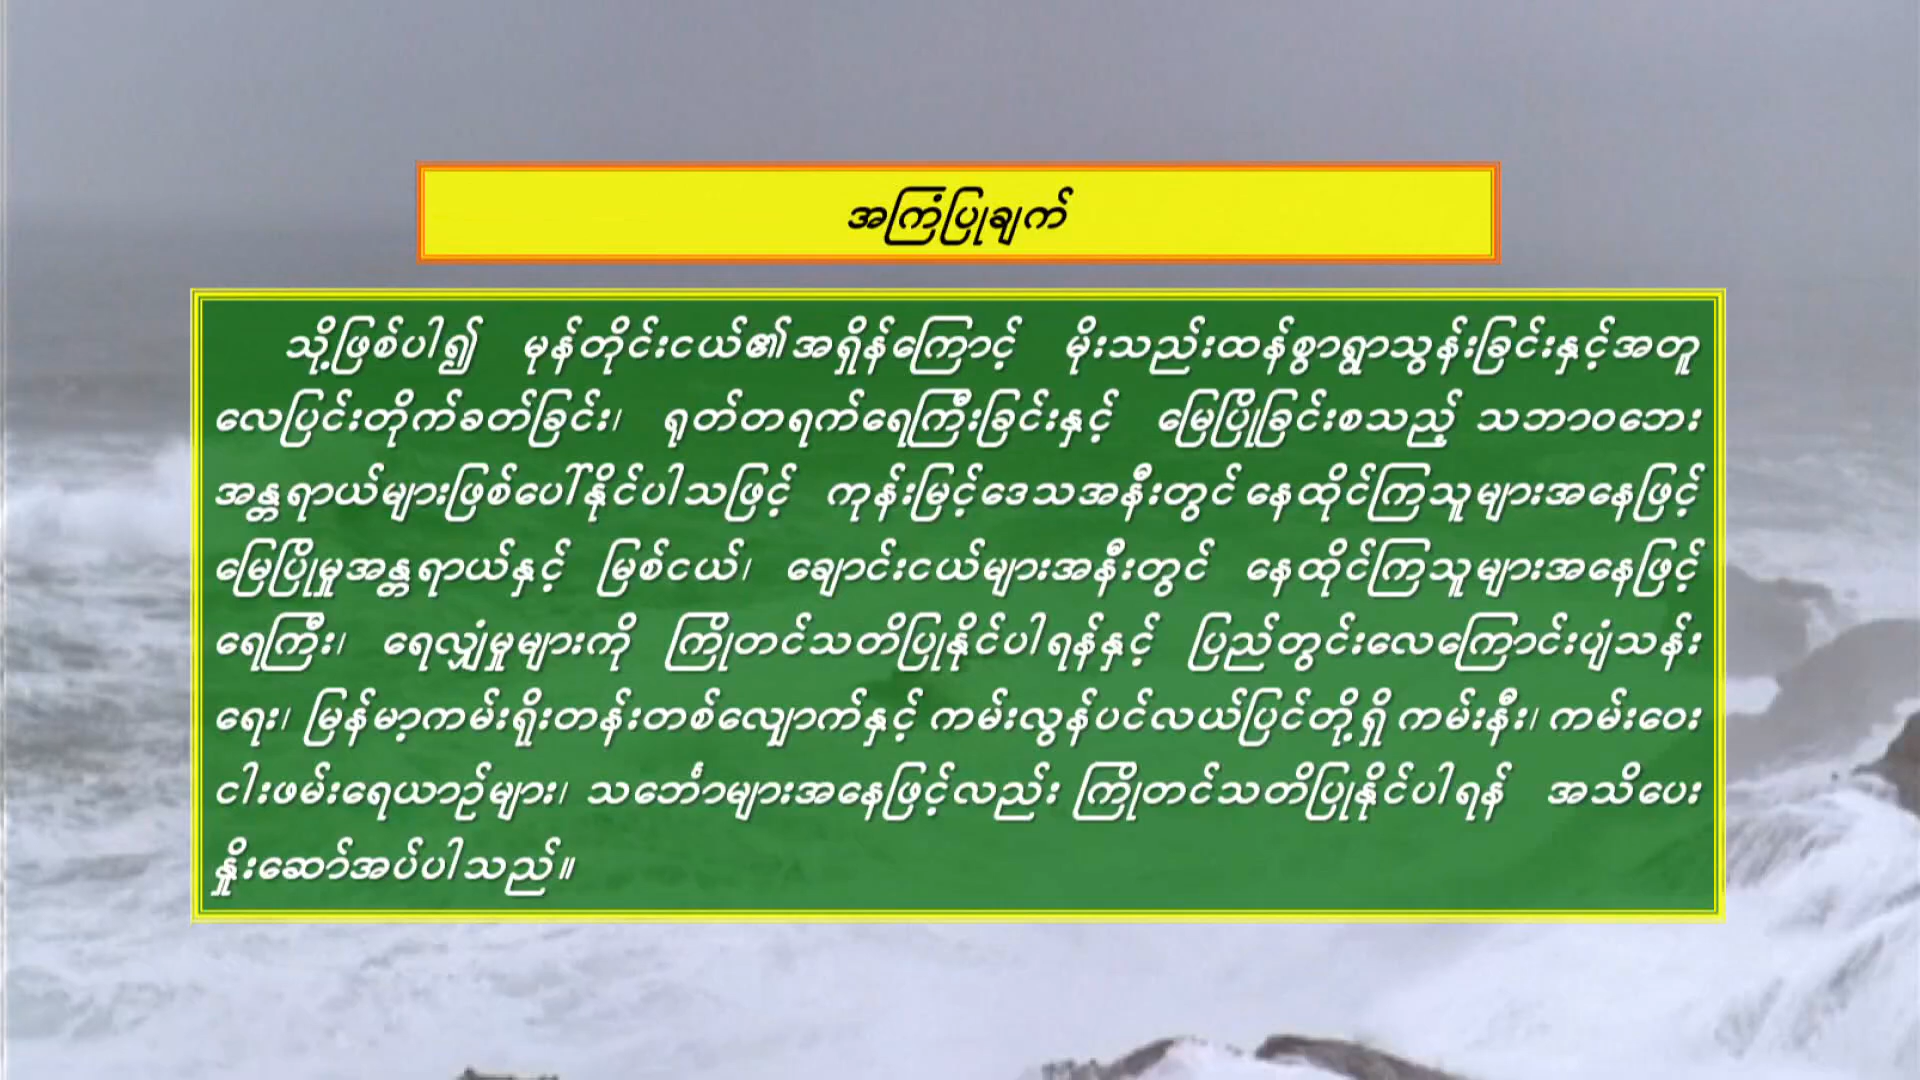 အကြံပြုချက်
သို့ဖြစ်ပါ၍ မုန်တိုင်းငယ်၏အရှိန်ကြောင့် မိုးသည်းထန်စွာရွာသွန်းခြင်းနှင့်အတူ
လေပြင်းတိုက်ခတ်ခြင်း၊ ရုတ်တရက်ရေကြီးခြင်းနှင့် မြေပြိုခြင်းစသည့် သဘာဝဘေး
အန္တရာယ်များဖြစ်ပေါ်နိုင်ပါသဖြင့် ကုန်းမြင့်ဒေသအနီးတွင် နေထိုင်ကြသူများအနေဖြင့်
မြေပြိုမှုအန္တရာယ်နှင့် မြစ်ငယ်၊ ချောင်းငယ်များအနီးတွင် နေထိုင်ကြသူများအနေဖြင့်
ရေကြီး၊ ရေလျှံမှုများကို ကြိုတင်သတိပြုနိုင်ပါရန်နှင့် ပြည်တွင်းလေကြောင်းပျံသန်း
ရေး၊ မြန်မာ့ကမ်းရိုးတန်းတစ်လျှောက်နှင့် ကမ်းလွန်ပင်လယ်ပြင်တို့ရှိ ကမ်းနီး၊ ကမ်းဝေး
ငါးဖမ်းရေယာဉ်များ၊ သင်္ဘောများအနေဖြင့်လည်း ကြိုတင်သတိပြုနိုင်ပါရန် အသိပေး
နှိုးဆော်အပ်ပါသည်။